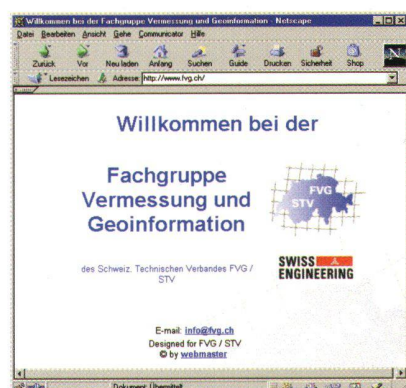 Willkommen bei der Fachgruppe Vermessung und Geoinformation - Netscape
Datei Bearbeiten Ansicht Gehe Communicator Hilfe
Zurück Vor Neu laden Anfang Suchen Guide Drucken Sicherheit Shop
Lesezeichen Adresse: http://www.fvg.ch/
Willkommen bei der
Fachgruppe
Vermessung und
Geoinformation
FVG
STV
SWISS
ENGINEERING
des Schweiz. Technischen Verbandes FVG /
STV
E-mail: info@fvg.ch
Designed for FVG / STV
© by webmaster
Dokument: Übermittelt